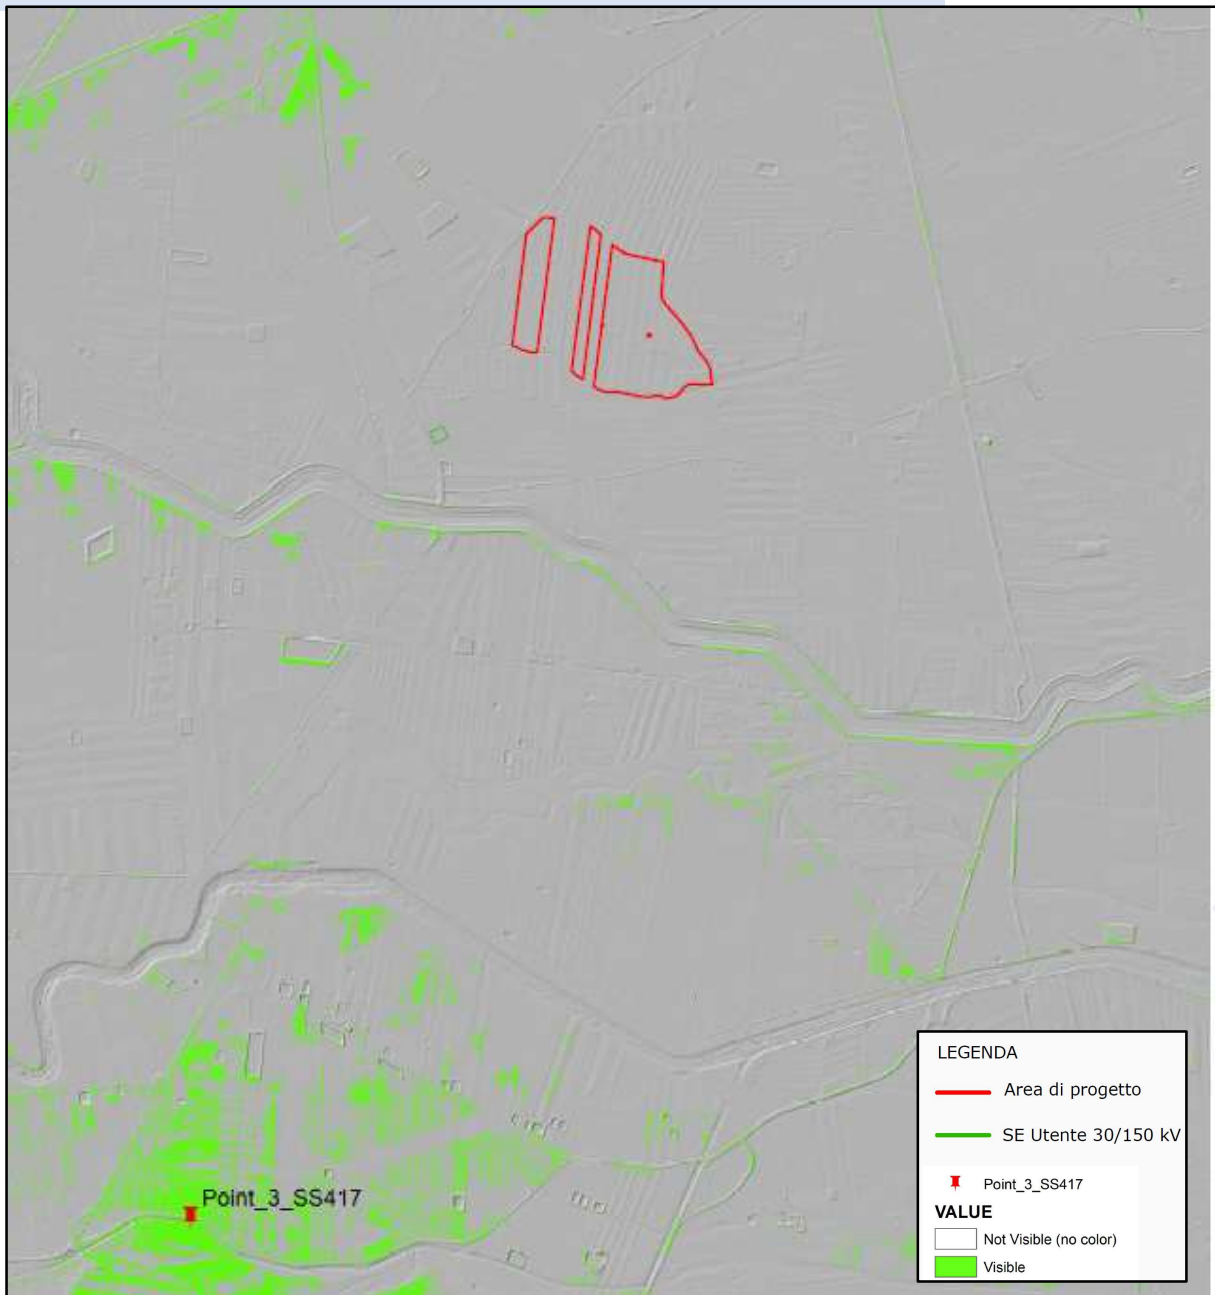 Point_3_SS417
LEGENDA
Area di progetto
SE Utente 30/150 kV
Point_3_SS417
VALUE
Not Visible (no color)
Visible